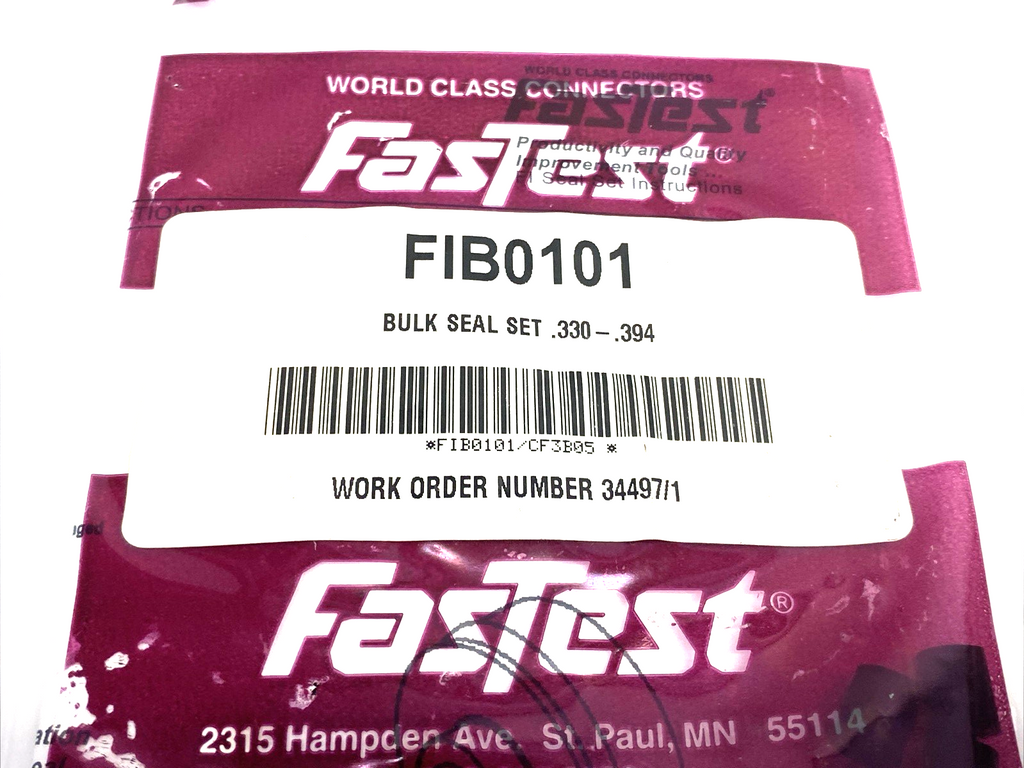 WORLD CLASS CONNECTORS
FasTest®
WORLD CLASS CONNECTORS
FasTest®
Productivity and Quality
Improvement Tools ...
FI Seal Set Instructions
TIONS
FIB0101
BULK SEAL SET .330-.394
*FIB0101/CF3B05 *
WORK ORDER NUMBER 34497/1
FasTest®
2315 Hampden Ave. St. Paul, MN 55114